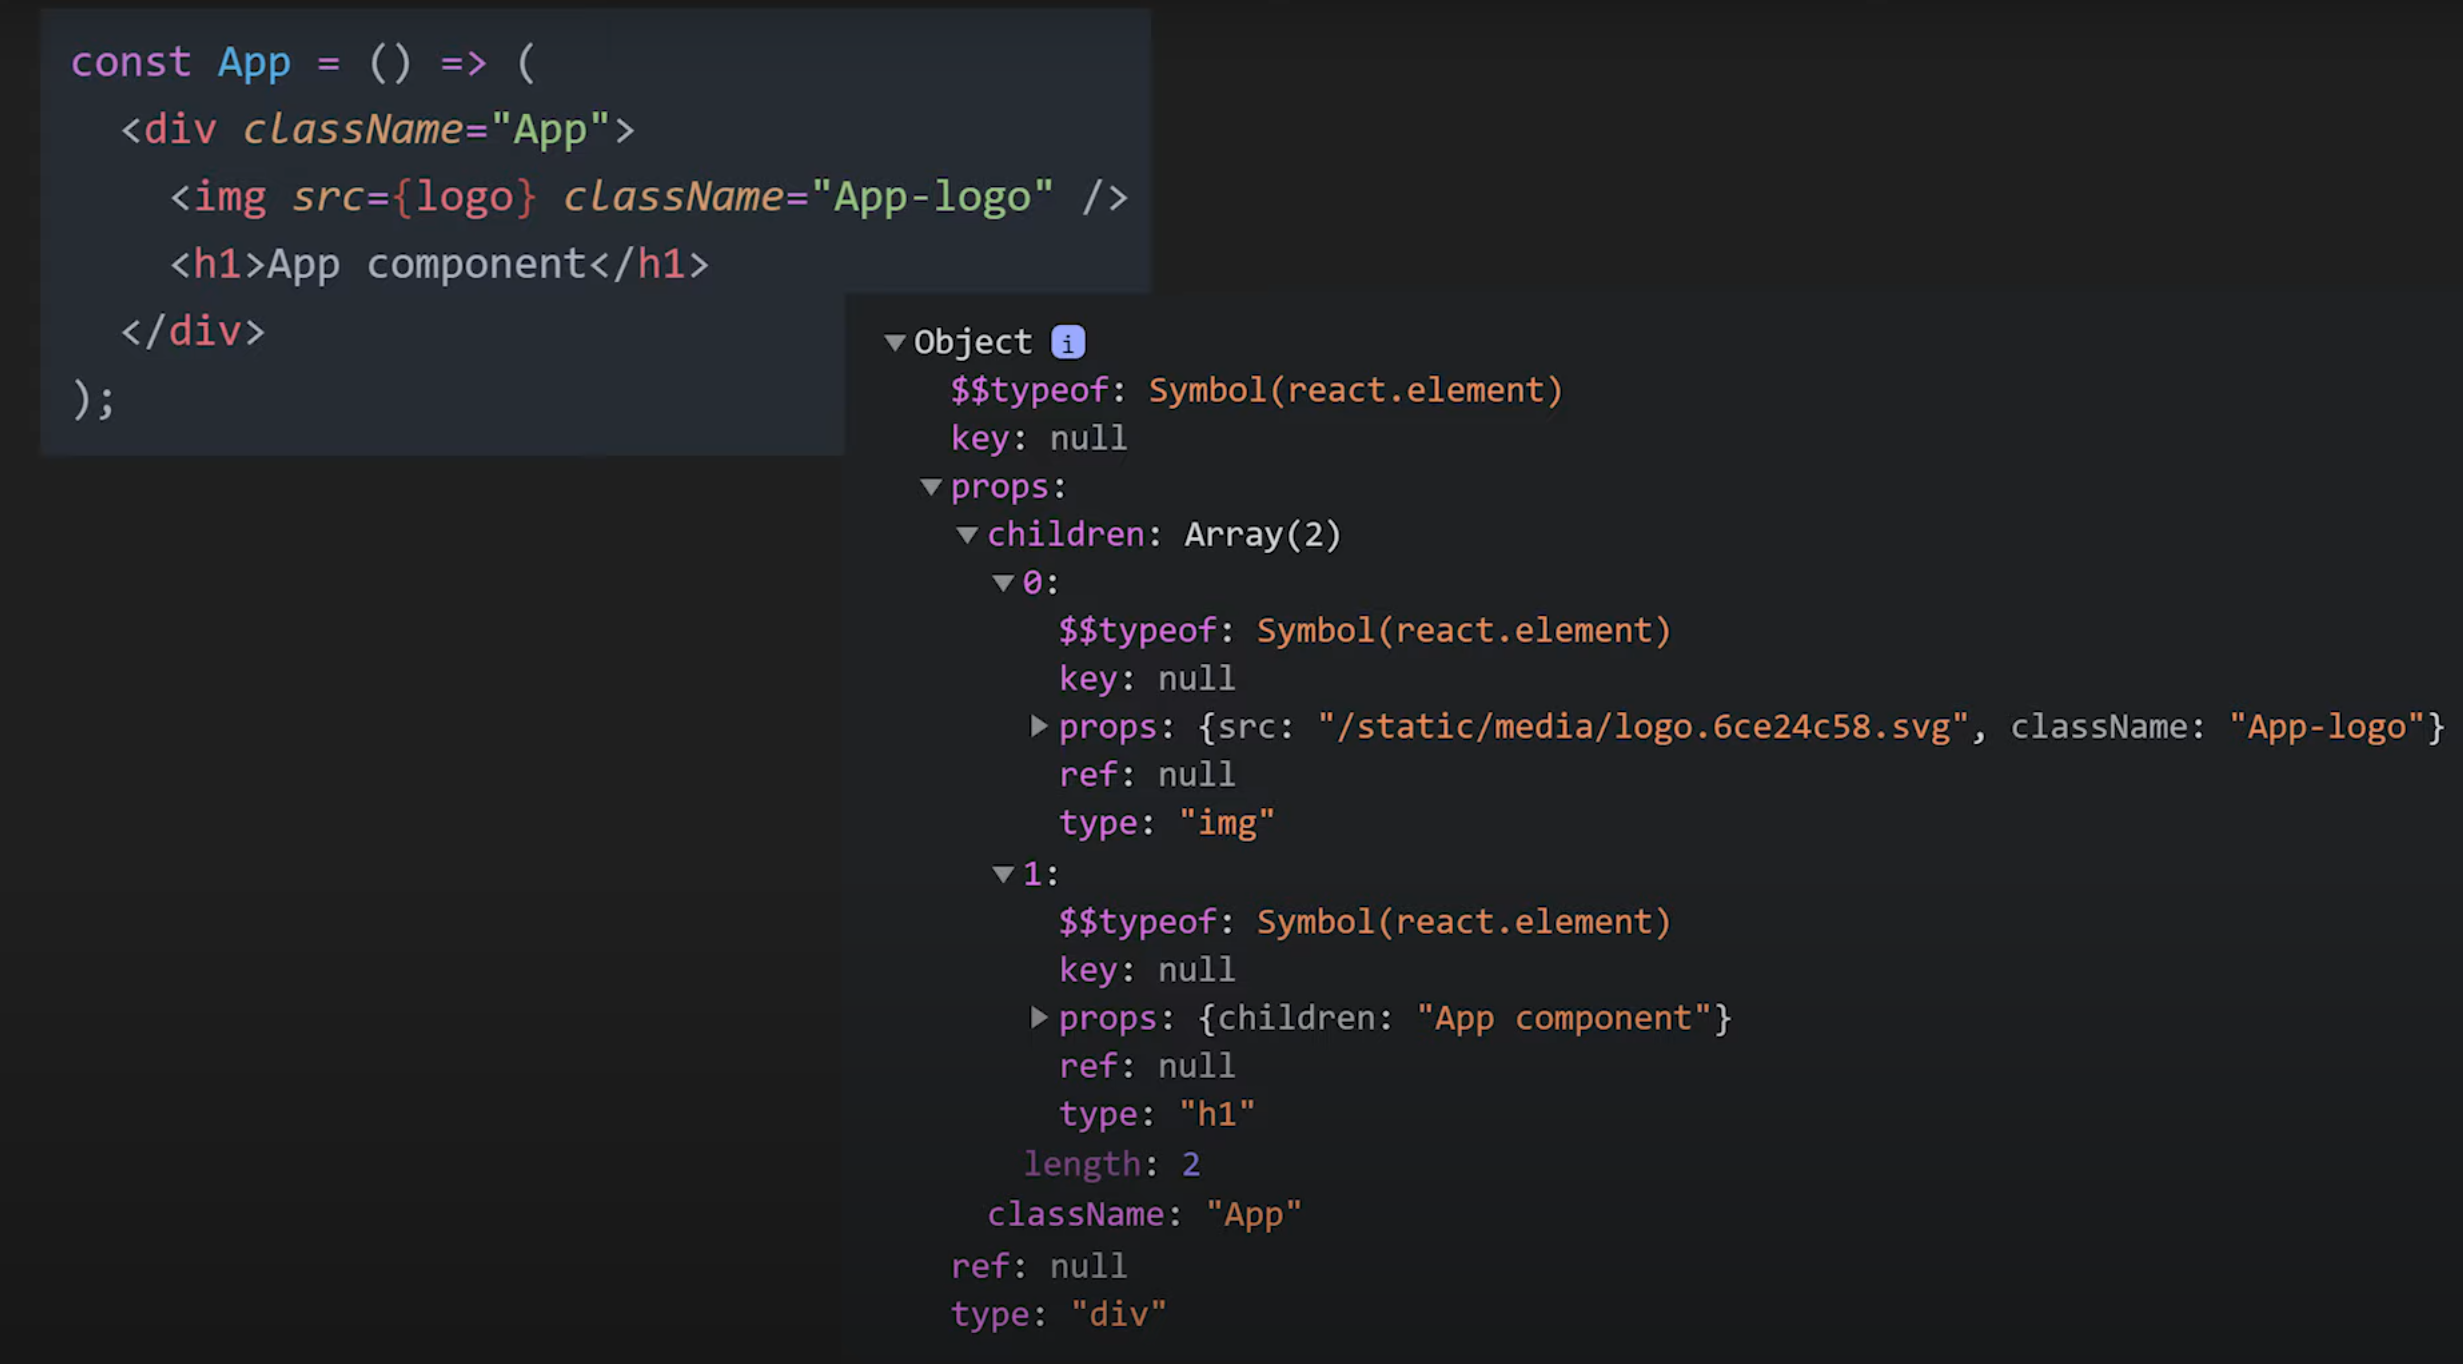 const App = () => (
<div className="App">
<img src={logo} className="App-logo" />
<h1>App component</h1>
</div>
);
Object i
$$typeof: Symbol(react.element)
key: null
props:
children: Array(2)
0:
$$typeof: Symbol(react.element)
key: null
props: {src: "/static/media/logo.6ce24c58.svg", className: "App-logo"}
ref: null
type: "img"
1:
$$typeof: Symbol(react.element)
key: null
props: {children: "App component"}
ref: null
type: "h1"
length: 2
className: "App"
ref: null
type: "div"